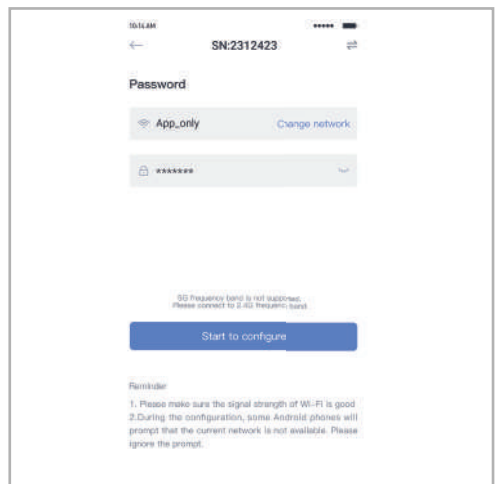 10:14 AM
SN:2312423
Password
App_only Change network
*******
5G frequency band is not supported.
Please connect to 2.4G frequency band.
Start to configure
Reminder
1. Please make sure the signal strength of Wi-Fi is good
2.During the configuration, some Android phones will
prompt that the current network is not available. Please
ignore the prompt.